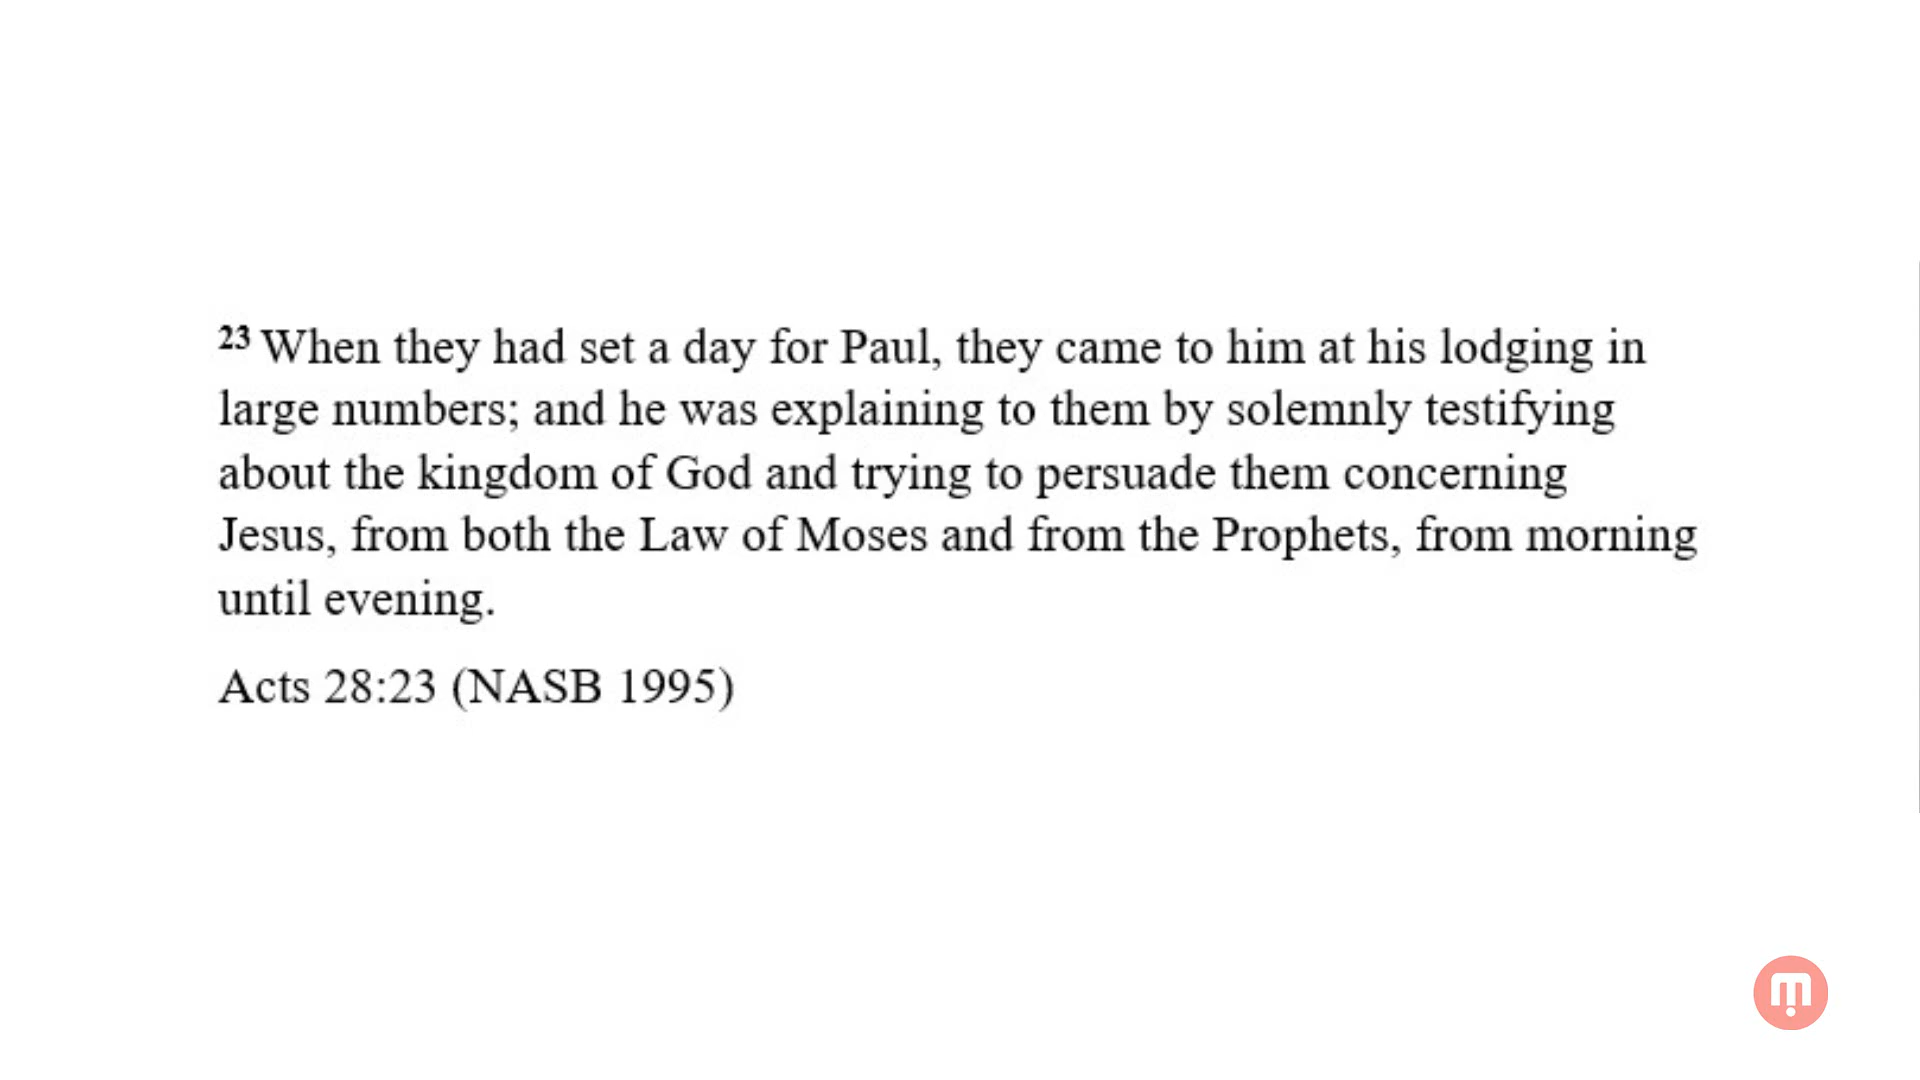 23 When they had set a day for Paul, they came to him at his lodging in
large numbers; and he was explaining to them by solemnly testifying
about the kingdom of God and trying to persuade them concerning
Jesus, from both the Law of Moses and from the Prophets, from morning
until evening.
Acts 28:23 (NASB 1995)